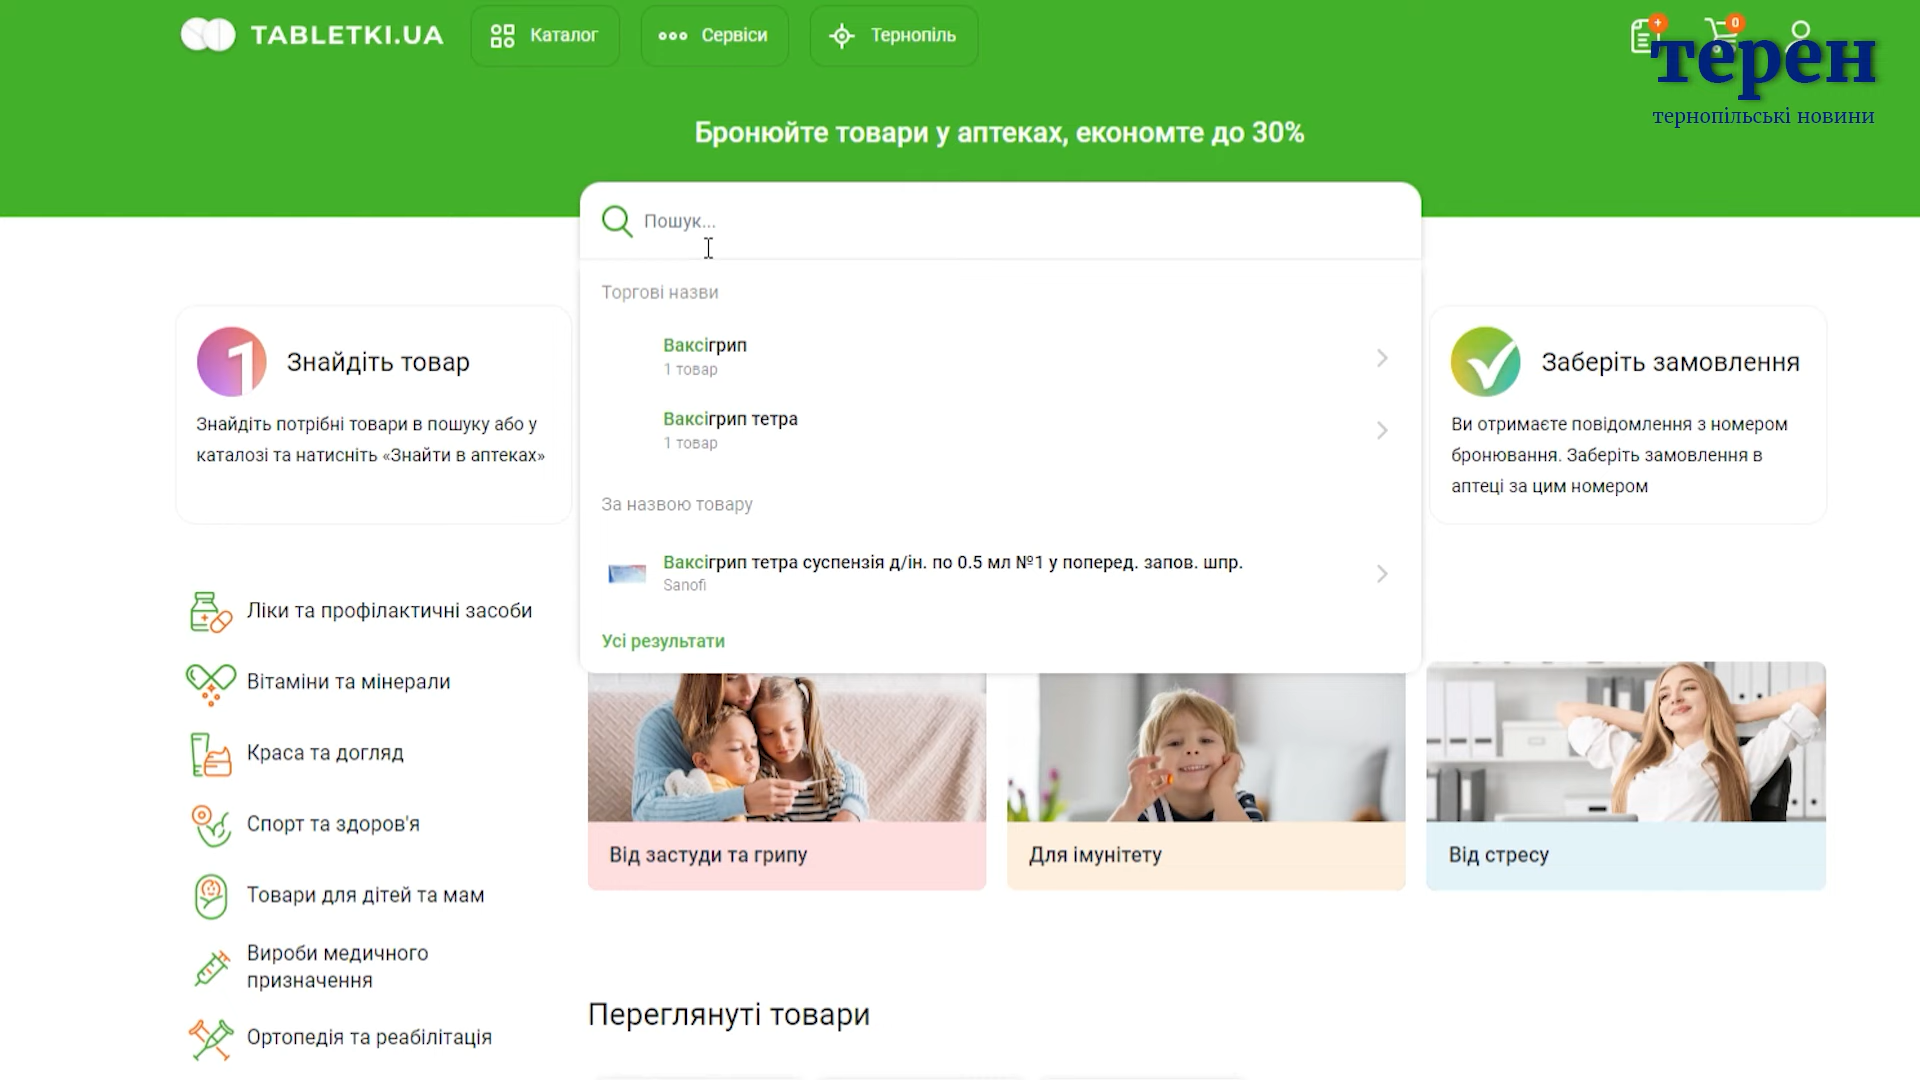 TABLETKI.UA
Каталог
Сервіси
Тернопіль
+
0
терен
тернопільські новини
Бронюйте товари у аптеках, економте до 30%
Пошук...
Торгові назви
Ваксігрип
1 товар
Ваксігрип тетра
1 товар
За назвою товару
Ваксігрип тетра суспензія д/ін. по 0.5 мл №1 у поперед. запов. шпр.
Sanofi
Усі результати
1
Знайдіть товар
Знайдіть потрібні товари в пошуку або у
каталозі та натисніть «Знайти в аптеках»
Заберіть замовлення
Ви отримаєте повідомлення з номером
бронювання. Заберіть замовлення в
аптеці за цим номером
Ліки та профілактичні засоби
Вітаміни та мінерали
Краса та догляд
Спорт та здоров'я
Товари для дітей та мам
Вироби медичного
призначення
Ортопедія та реабілітація
Від застуди та грипу
Для імунітету
Від стресу
Переглянуті товари